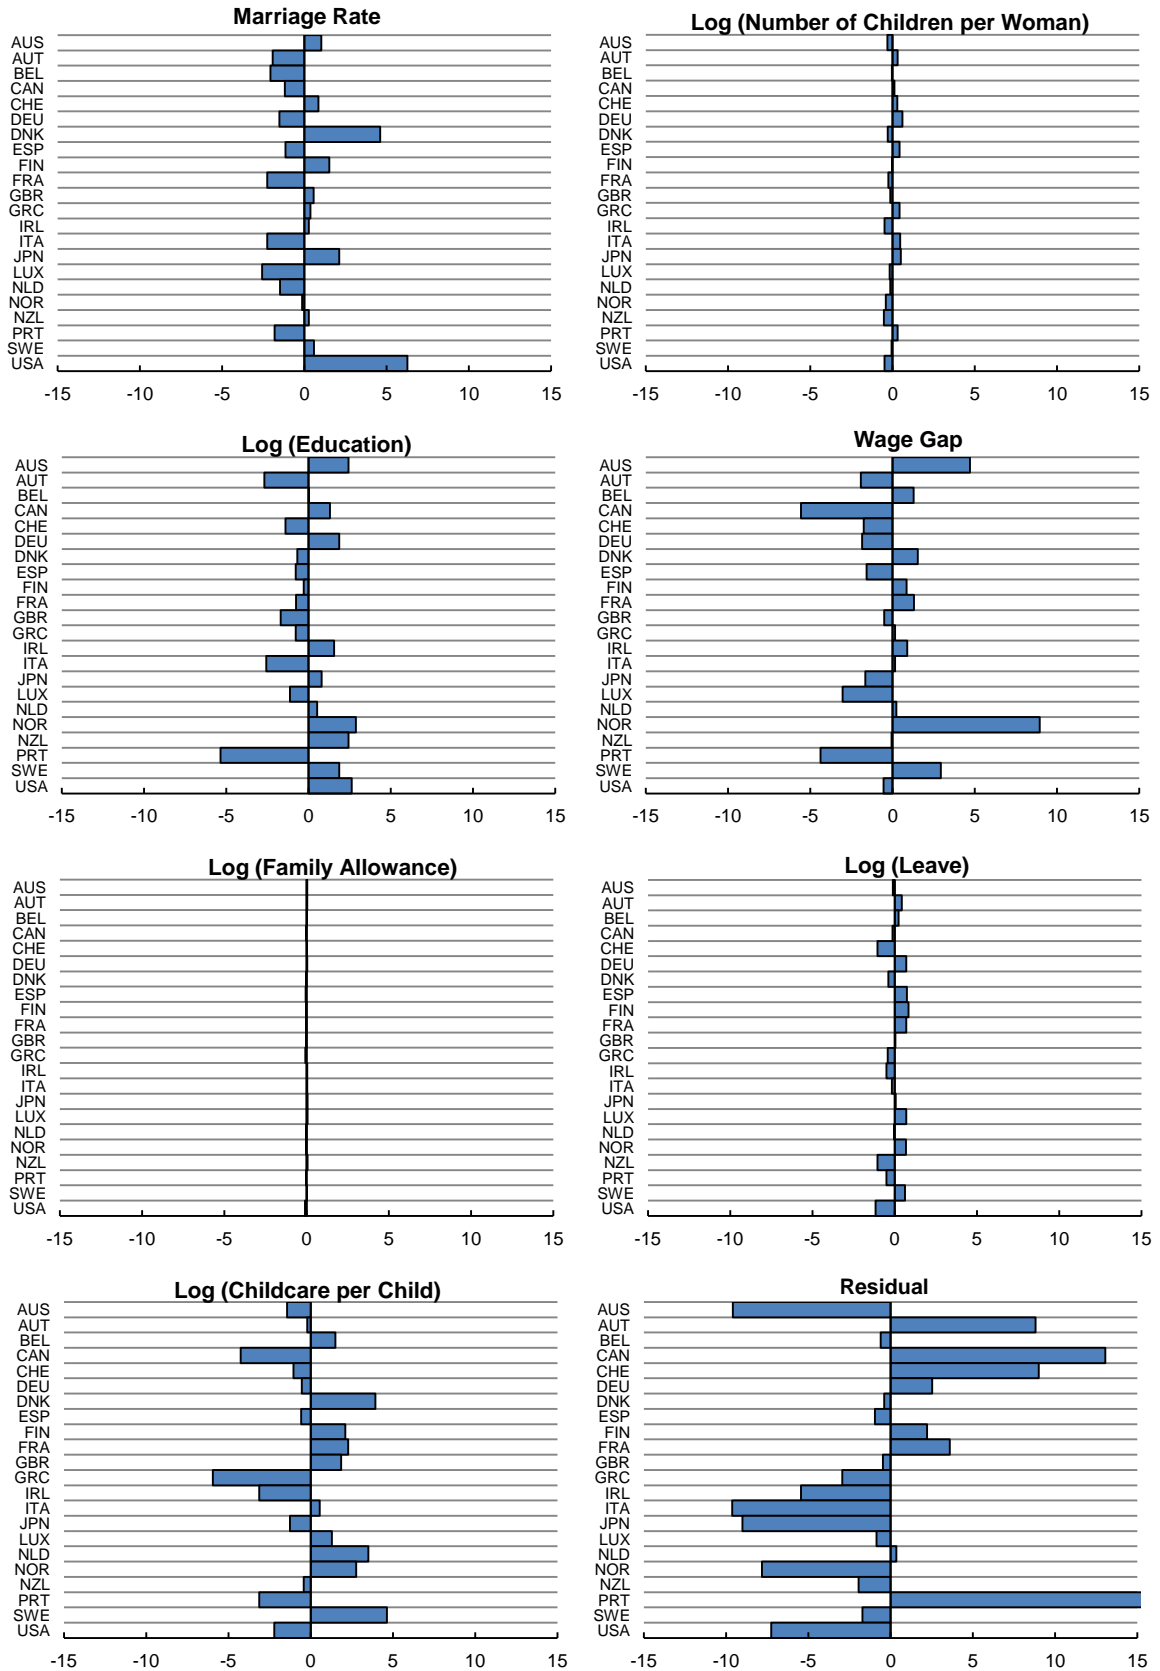 Marriage Rate
AUS
AUT
BEL
CAN
CHE
DEU
DNK
ESP
FIN
FRA
GBR
GRC
IRL
ITA
JPN
LUX
NLD
NOR
NZL
PRT
SWE
USA
-15 -10 -5 0 5 10 15
Log (Number of Children per Woman)
AUS
AUT
BEL
CAN
CHE
DEU
DNK
ESP
FIN
FRA
GBR
GRC
IRL
ITA
JPN
LUX
NLD
NOR
NZL
PRT
SWE
USA
-15 -10 -5 0 5 10 15
Log (Education)
AUS
AUT
BEL
CAN
CHE
DEU
DNK
ESP
FIN
FRA
GBR
GRC
IRL
ITA
JPN
LUX
NLD
NOR
NZL
PRT
SWE
USA
-15 -10 -5 0 5 10 15
Wage Gap
AUS
AUT
BEL
CAN
CHE
DEU
DNK
ESP
FIN
FRA
GBR
GRC
IRL
ITA
JPN
LUX
NLD
NOR
NZL
PRT
SWE
USA
-15 -10 -5 0 5 10 15
Log (Family Allowance)
AUS
AUT
BEL
CAN
CHE
DEU
DNK
ESP
FIN
FRA
GBR
GRC
IRL
ITA
JPN
LUX
NLD
NOR
NZL
PRT
SWE
USA
-15 -10 -5 0 5 10 15
Log (Leave)
AUS
AUT
BEL
CAN
CHE
DEU
DNK
ESP
FIN
FRA
GBR
GRC
IRL
ITA
JPN
LUX
NLD
NOR
NZL
PRT
SWE
USA
-15 -10 -5 0 5 10 15
Log (Childcare per Child)
AUS
AUT
BEL
CAN
CHE
DEU
DNK
ESP
FIN
FRA
GBR
GRC
IRL
ITA
JPN
LUX
NLD
NOR
NZL
PRT
SWE
USA
-15 -10 -5 0 5 10 15
Residual
AUS
AUT
BEL
CAN
CHE
DEU
DNK
ESP
FIN
FRA
GBR
GRC
IRL
ITA
JPN
LUX
NLD
NOR
NZL
PRT
SWE
USA
-15 -10 -5 0 5 10 15